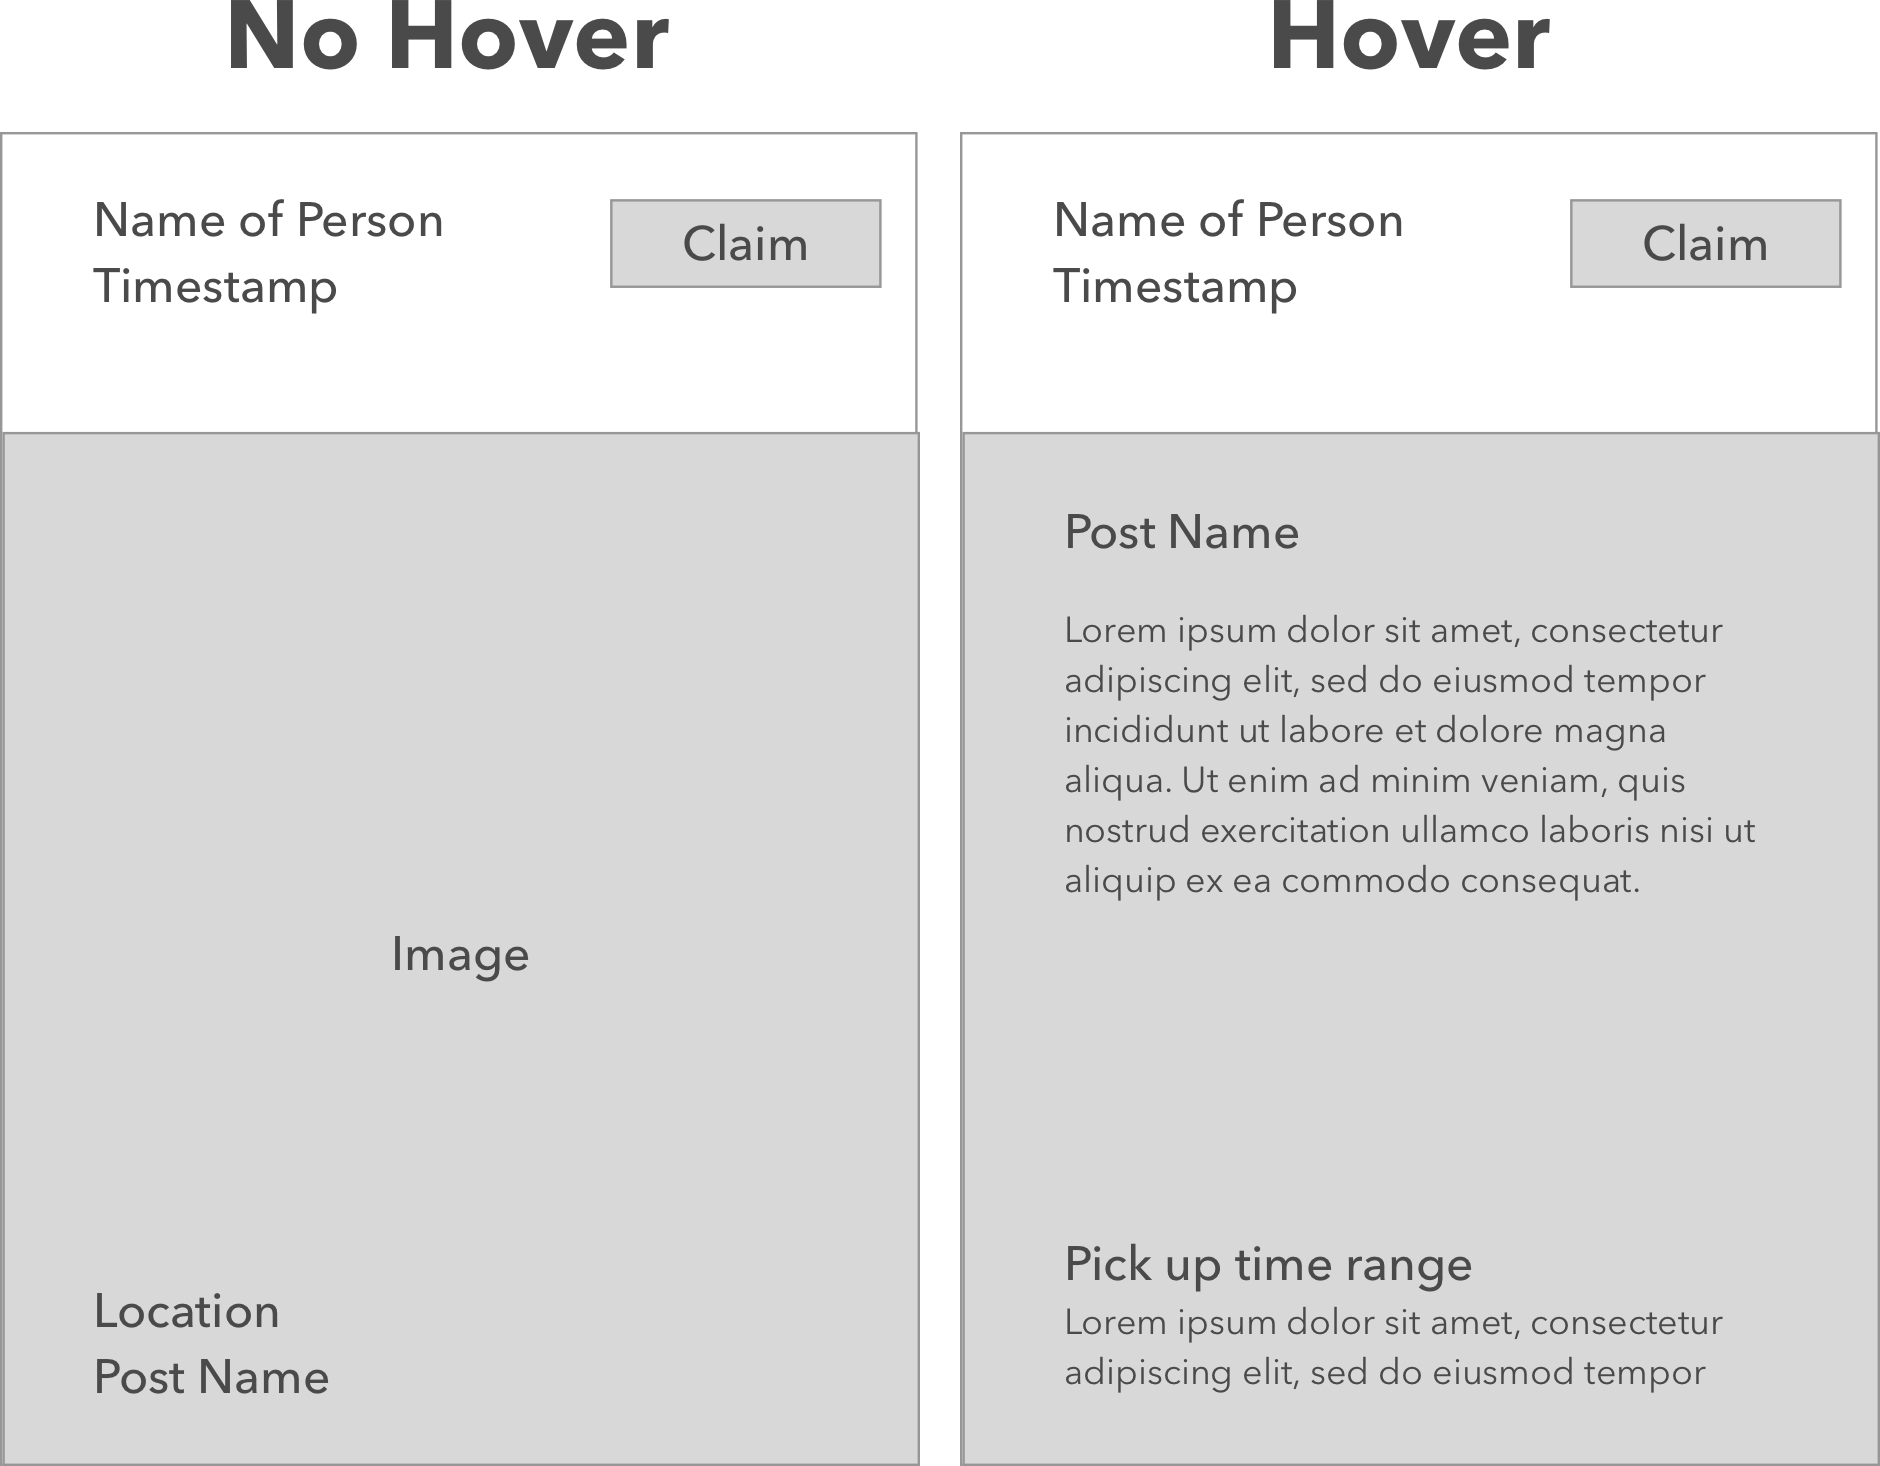 No Hover
Name of Person
Timestamp
Claim
Image
Location
Post Name
Hover
Name of Person
Timestamp
Claim
Post Name
Lorem ipsum dolor sit amet, consectetur
adipiscing elit, sed do eiusmod tempor
incididunt ut labore et dolore magna
aliqua. Ut enim ad minim veniam, quis
nostrud exercitation ullamco laboris nisi ut
aliquip ex ea commodo consequat.
Pick up time range
Lorem ipsum dolor sit amet, consectetur
adipiscing elit, sed do eiusmod tempor